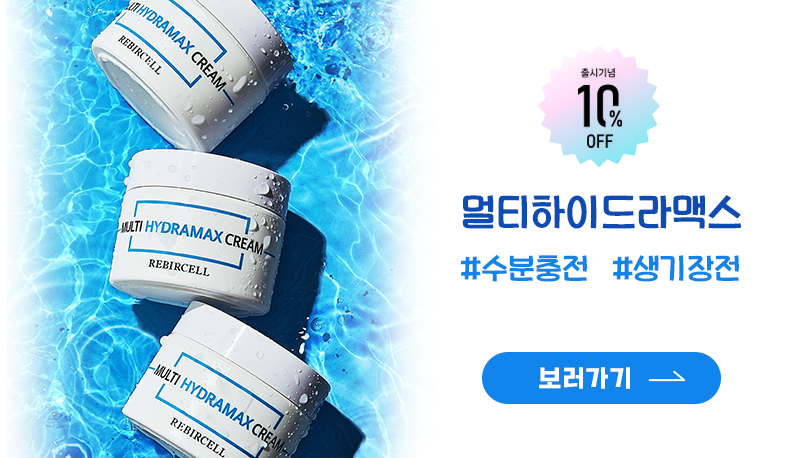 MULTI HYDRAMAX CREAM
REBIRCELL
MULTI HYDRAMAX CREAM
REBIRCELL
MULTI HYDRAMAX CREAM
REBIRCELL
출시기념
10%
OFF
멀티하이드라맥스
#수분충전 #생기장전
보러가기